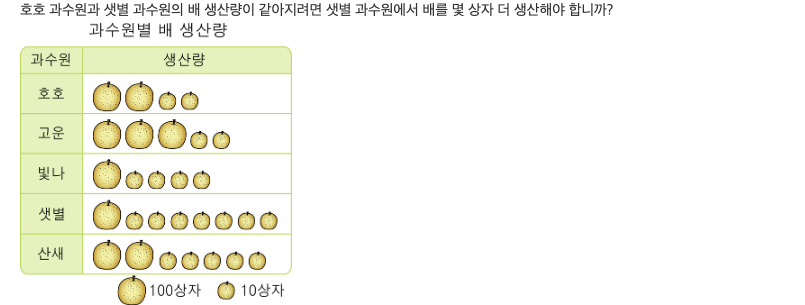 호호 과수원과 샛별 과수원의 배 생산량이 같아지려면 샛별 과수원에서 배를 몇 상자 더 생산해야 합니까?
과수원별 배 생산량
과수원 생산량
호호
고운
빛나
샛별
산새
100상자 10상자